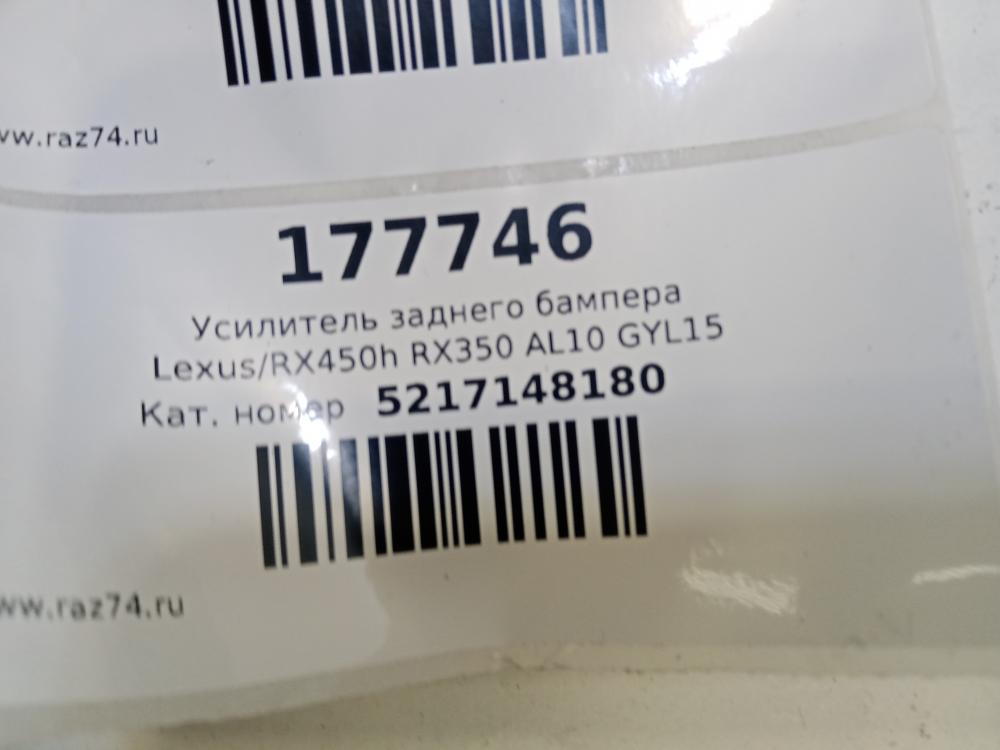 www.raz74.ru
177746
Усилитель заднего бампера
Lexus/RX450h RX350 AL10 GYL15
Кат. номер 5217148180
www.raz74.ru